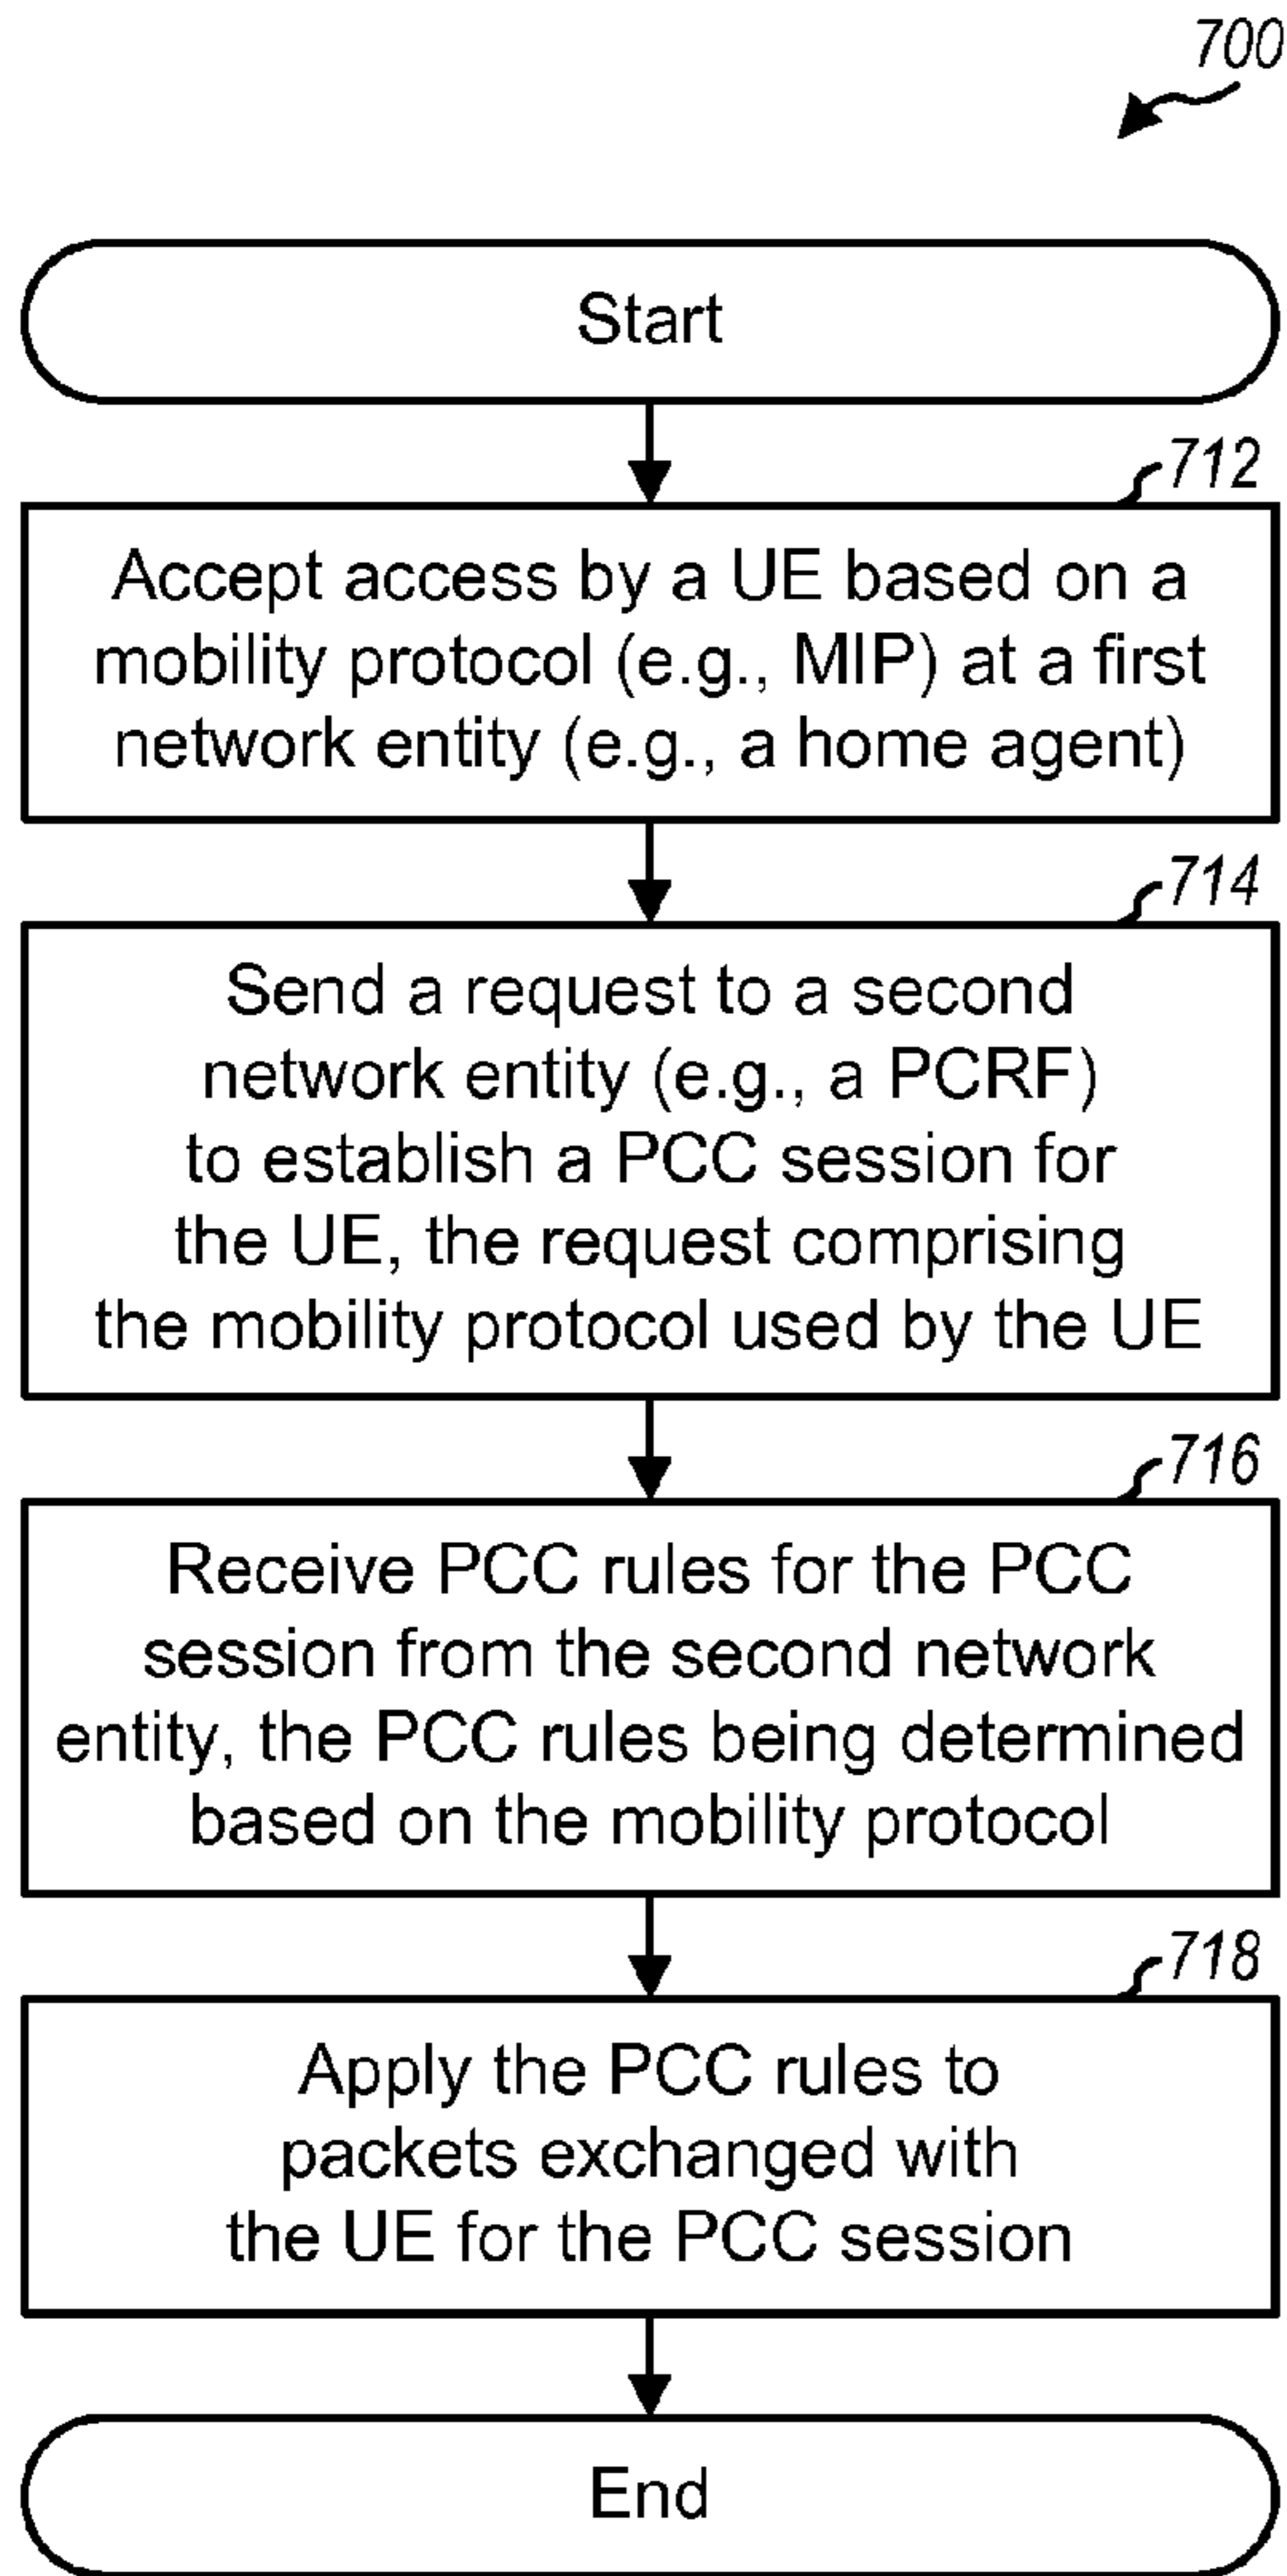 700
Start
712
Accept access by a UE based on a
mobility protocol (e.g., MIP) at a first
network entity (e.g., a home agent)
714
Send a request to a second
network entity (e.g., a PCRF)
to establish a PCC session for
the UE, the request comprising
the mobility protocol used by the UE
716
Receive PCC rules for the PCC
session from the second network
entity, the PCC rules being determined
based on the mobility protocol
718
Apply the PCC rules to
packets exchanged with
the UE for the PCC session
End